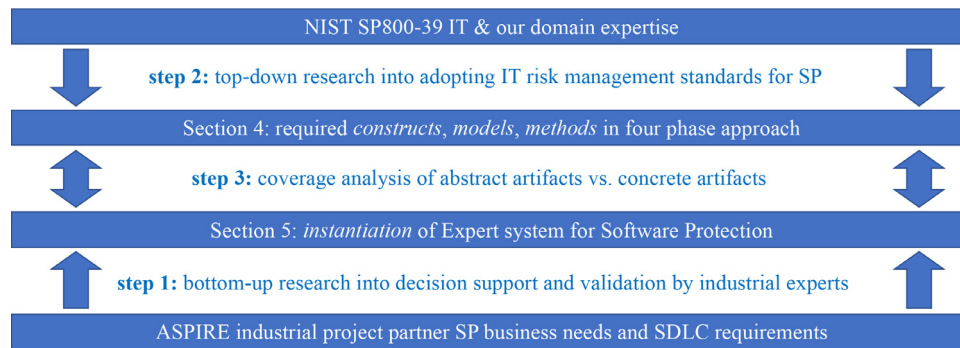 NIST SP800-39 IT & our domain expertise
step 2: top-down research into adopting IT risk management standards for SP
Section 4: required constructs, models, methods in four phase approach
step 3: coverage analysis of abstract artifacts vs. concrete artifacts
Section 5: instantiation of Expert system for Software Protection
step 1: bottom-up research into decision support and validation by industrial experts
ASPIRE industrial project partner SP business needs and SDLC requirements